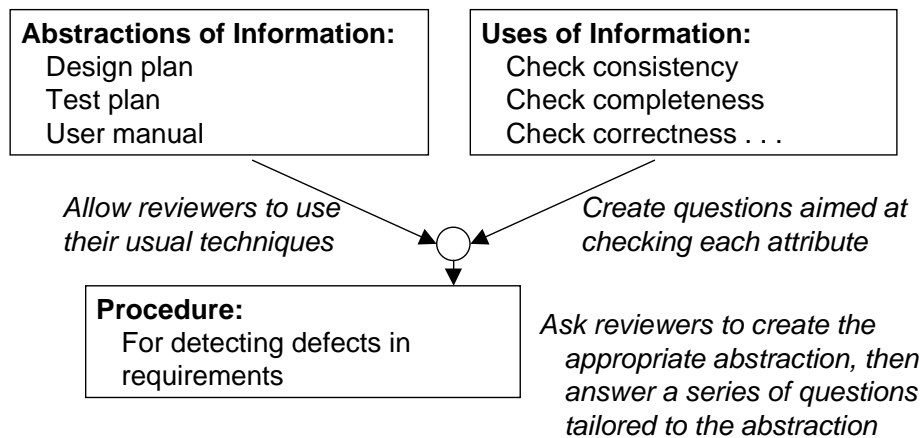 Abstractions of Information:
Design plan
Test plan
User manual
Uses of Information:
Check consistency
Check completeness
Check correctness . . .
Allow reviewers to use
their usual techniques
Create questions aimed at
checking each attribute
Procedure:
For detecting defects in
requirements
Ask reviewers to create the
appropriate abstraction, then
answer a series of questions
tailored to the abstraction